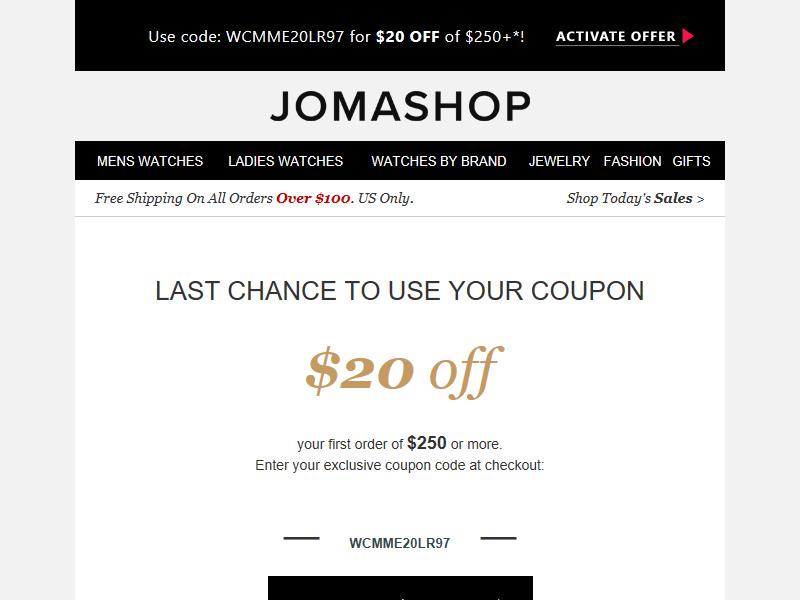 Use code: WCMME20LR97 for $20 OFF of $250+*! ACTIVATE OFFER
JOMASHOP
MENS WATCHES LADIES WATCHES WATCHES BY BRAND JEWELRY FASHION GIFTS
Free Shipping On All Orders Over $100. US Only. Shop Today's Sales >
LAST CHANCE TO USE YOUR COUPON
$20 off
your first order of $250 or more.
Enter your exclusive coupon code at checkout:
WCMME20LR97